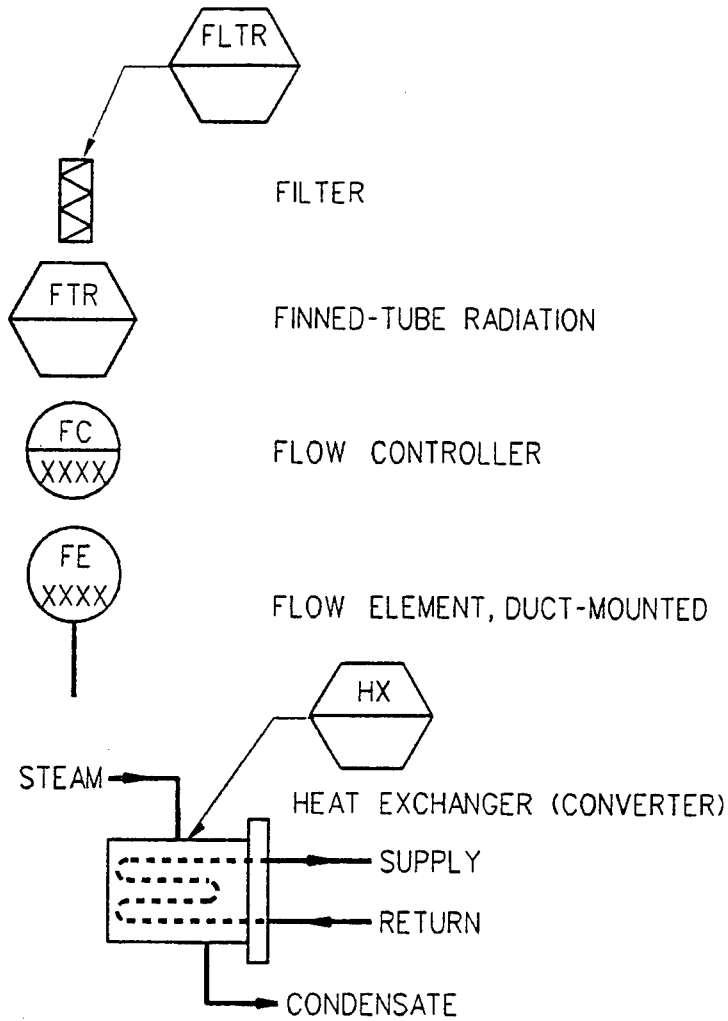 FLTR
FILTER
FTR
FINNED-TUBE RADIATION
FC
XXXX
FLOW CONTROLLER
FE
XXXX
FLOW ELEMENT, DUCT-MOUNTED
HX
STEAM
HEAT EXCHANGER (CONVERTER)
SUPPLY
RETURN
CONDENSATE